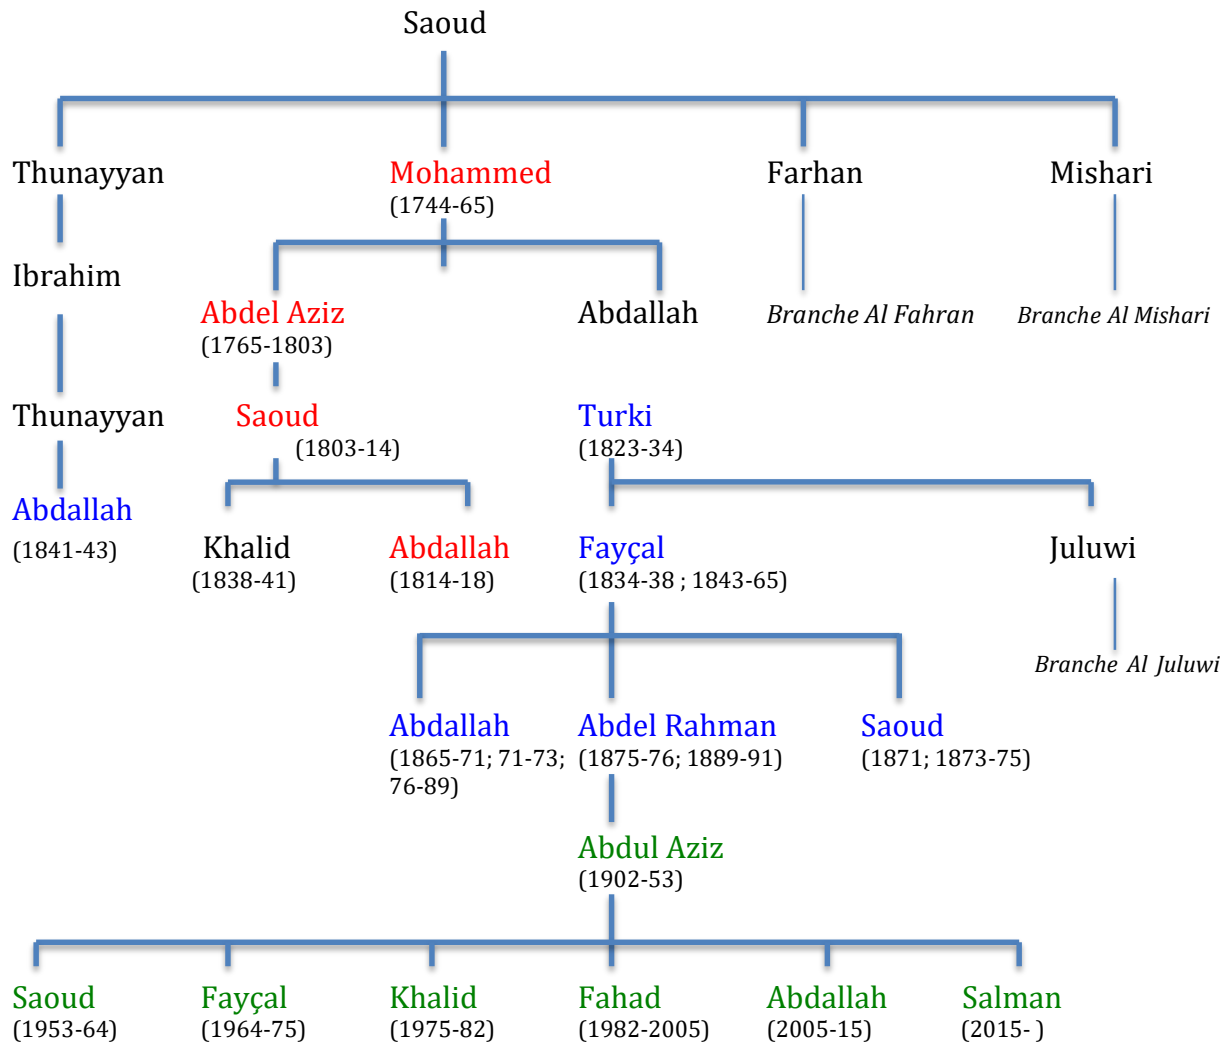 Saoud
Thunayyan
Mohammed
(1744-65)
Farhan
Mishari
Ibrahim
Abdel Aziz
(1765-1803)
Abdallah
Branche Al Fahran
Branche Al Mishari
Thunayyan
Saoud
(1803-14)
Turki
(1823-34)
Abdallah
(1841-43)
Khalid
(1838-41)
Abdallah
(1814-18)
Fayçal
(1834-38 ; 1843-65)
Juluwi
Branche Al Juluwi
Abdallah
(1865-71; 71-73;
76-89)
Abdel Rahman
(1875-76; 1889-91)
Saoud
(1871; 1873-75)
Abdul Aziz
(1902-53)
Saoud
(1953-64)
Fayçal
(1964-75)
Khalid
(1975-82)
Fahad
(1982-2005)
Abdallah
(2005-15)
Salman
(2015- )